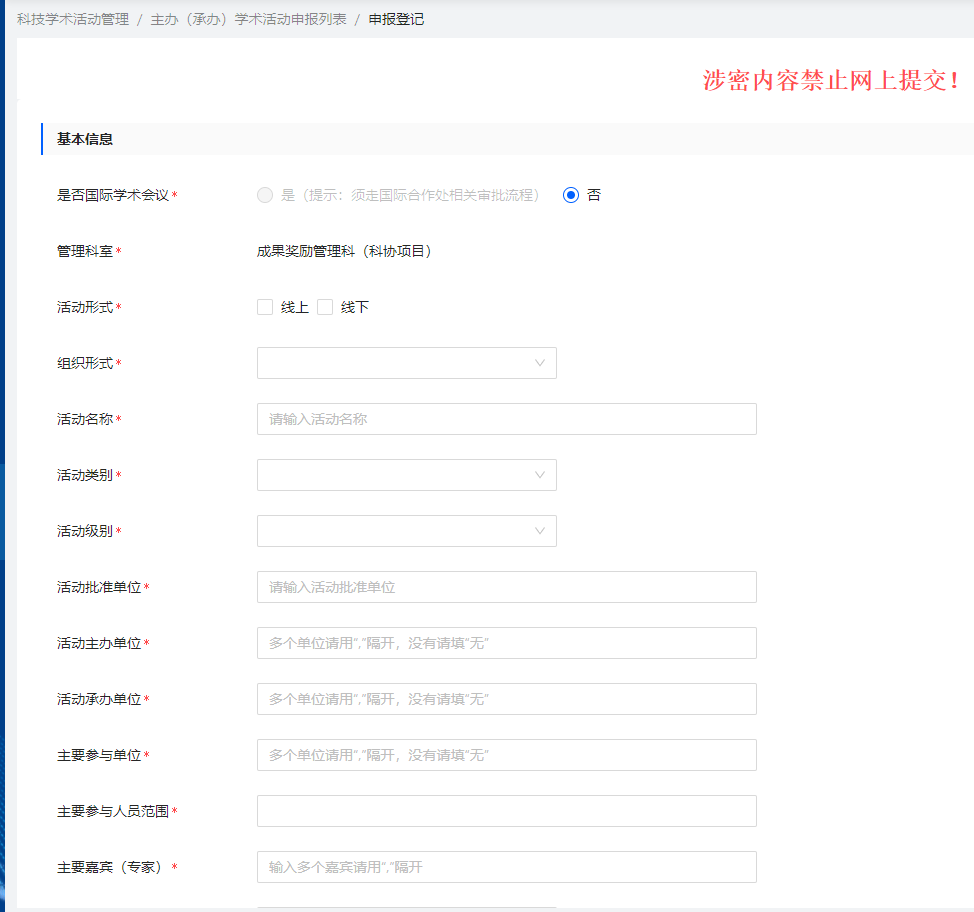 科技学术活动管理 / 主办（承办）学术活动申报列表 / 申报登记
涉密内容禁止网上提交！
基本信息
是否国际学术会议* 是（提示：须走国际合作处相关审批流程） 否
管理科室* 成果奖励管理科（科协项目）
活动形式* 线上 线下
组织形式*
活动名称* 请输入活动名称
活动类别*
活动级别*
活动批准单位* 请输入活动批准单位
活动主办单位* 多个单位请用","隔开，没有请填"无"
活动承办单位* 多个单位请用","隔开，没有请填"无"
主要参与单位* 多个单位请用","隔开，没有请填"无"
主要参与人员范围*
主要嘉宾（专家）* 输入多个嘉宾请用","隔开